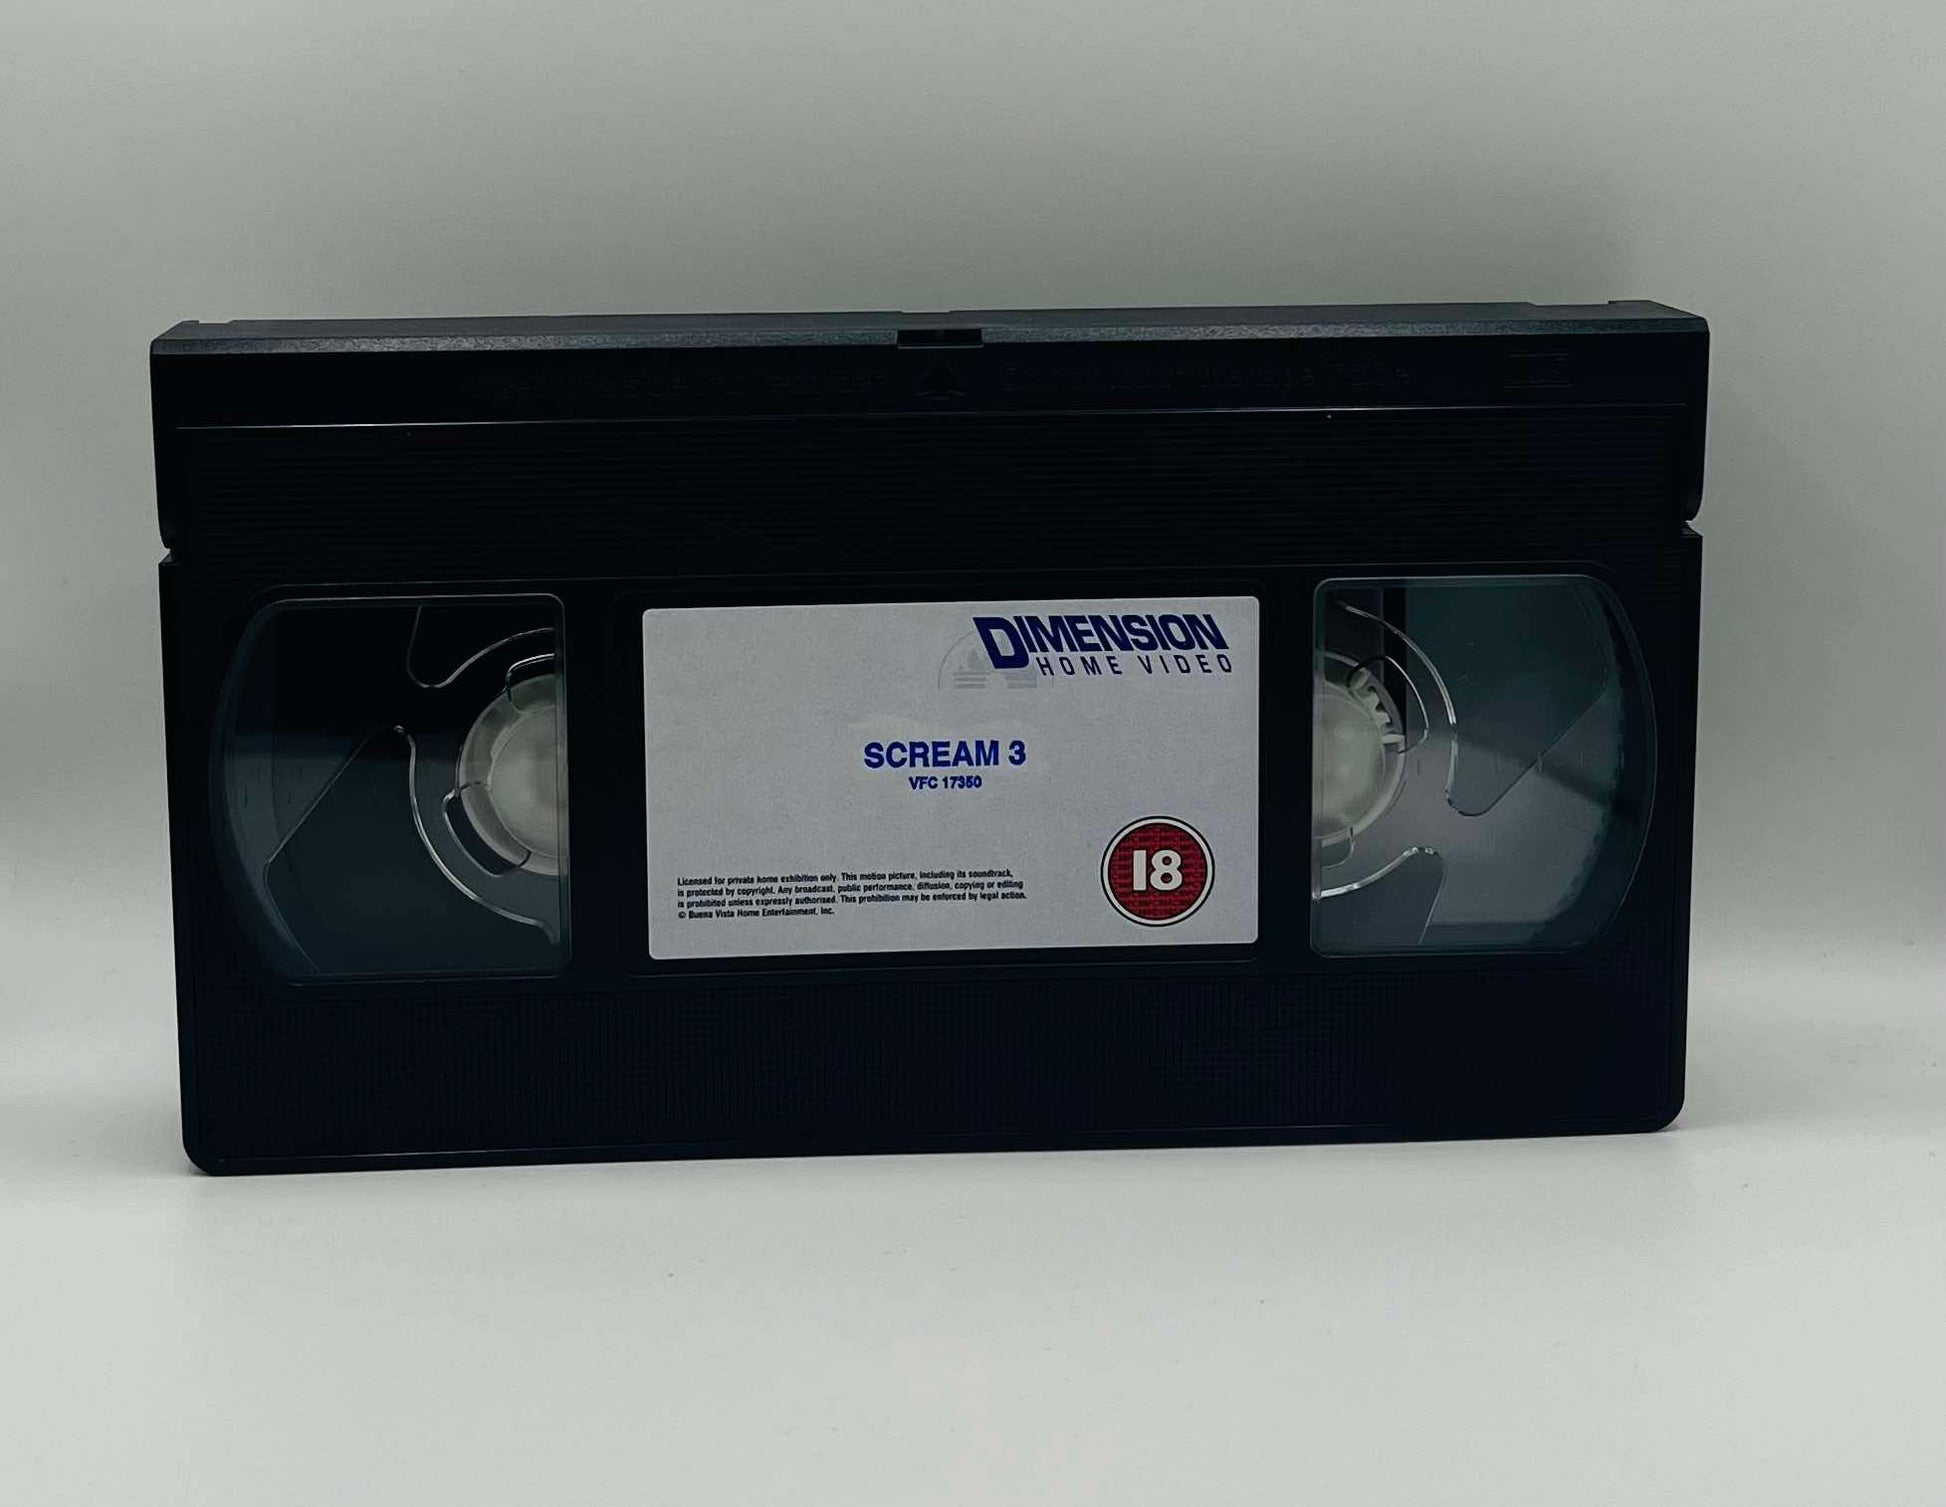 DIMENSION
HOME VIDEO
SCREAM 3
VFC 17350
18
Licensed for private home exhibition only. This motion picture, including its soundtrack,
is protected by copyright. Any broadcast, public performance, diffusion, copying or editing
is prohibited unless expressly authorised. This prohibition may be enforced by legal action.
© Buena Vista Home Entertainment, Inc.